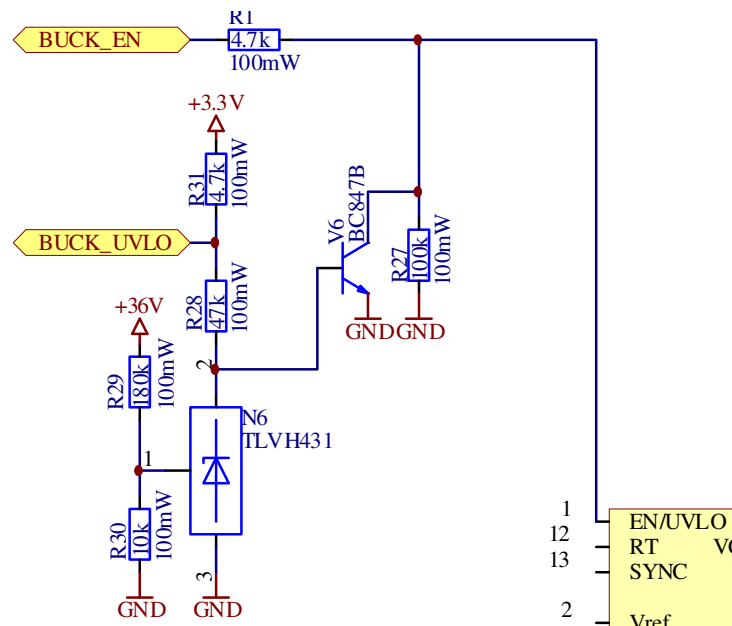 R1
BUCK_EN
4.7k
100mW
+3.3V
R31
4.7k
100mW
BUCK_UVLO
V6
BC847B
R27
100k
100mW
R28
47k
100mW
+36V
GND
GND
R29
180k
100mW
2
N6
TLVH431
1
R30
10k
100mW
3
GND
GND
1
EN/UVLO
12
RT
VC
13
SYNC
2
Vref